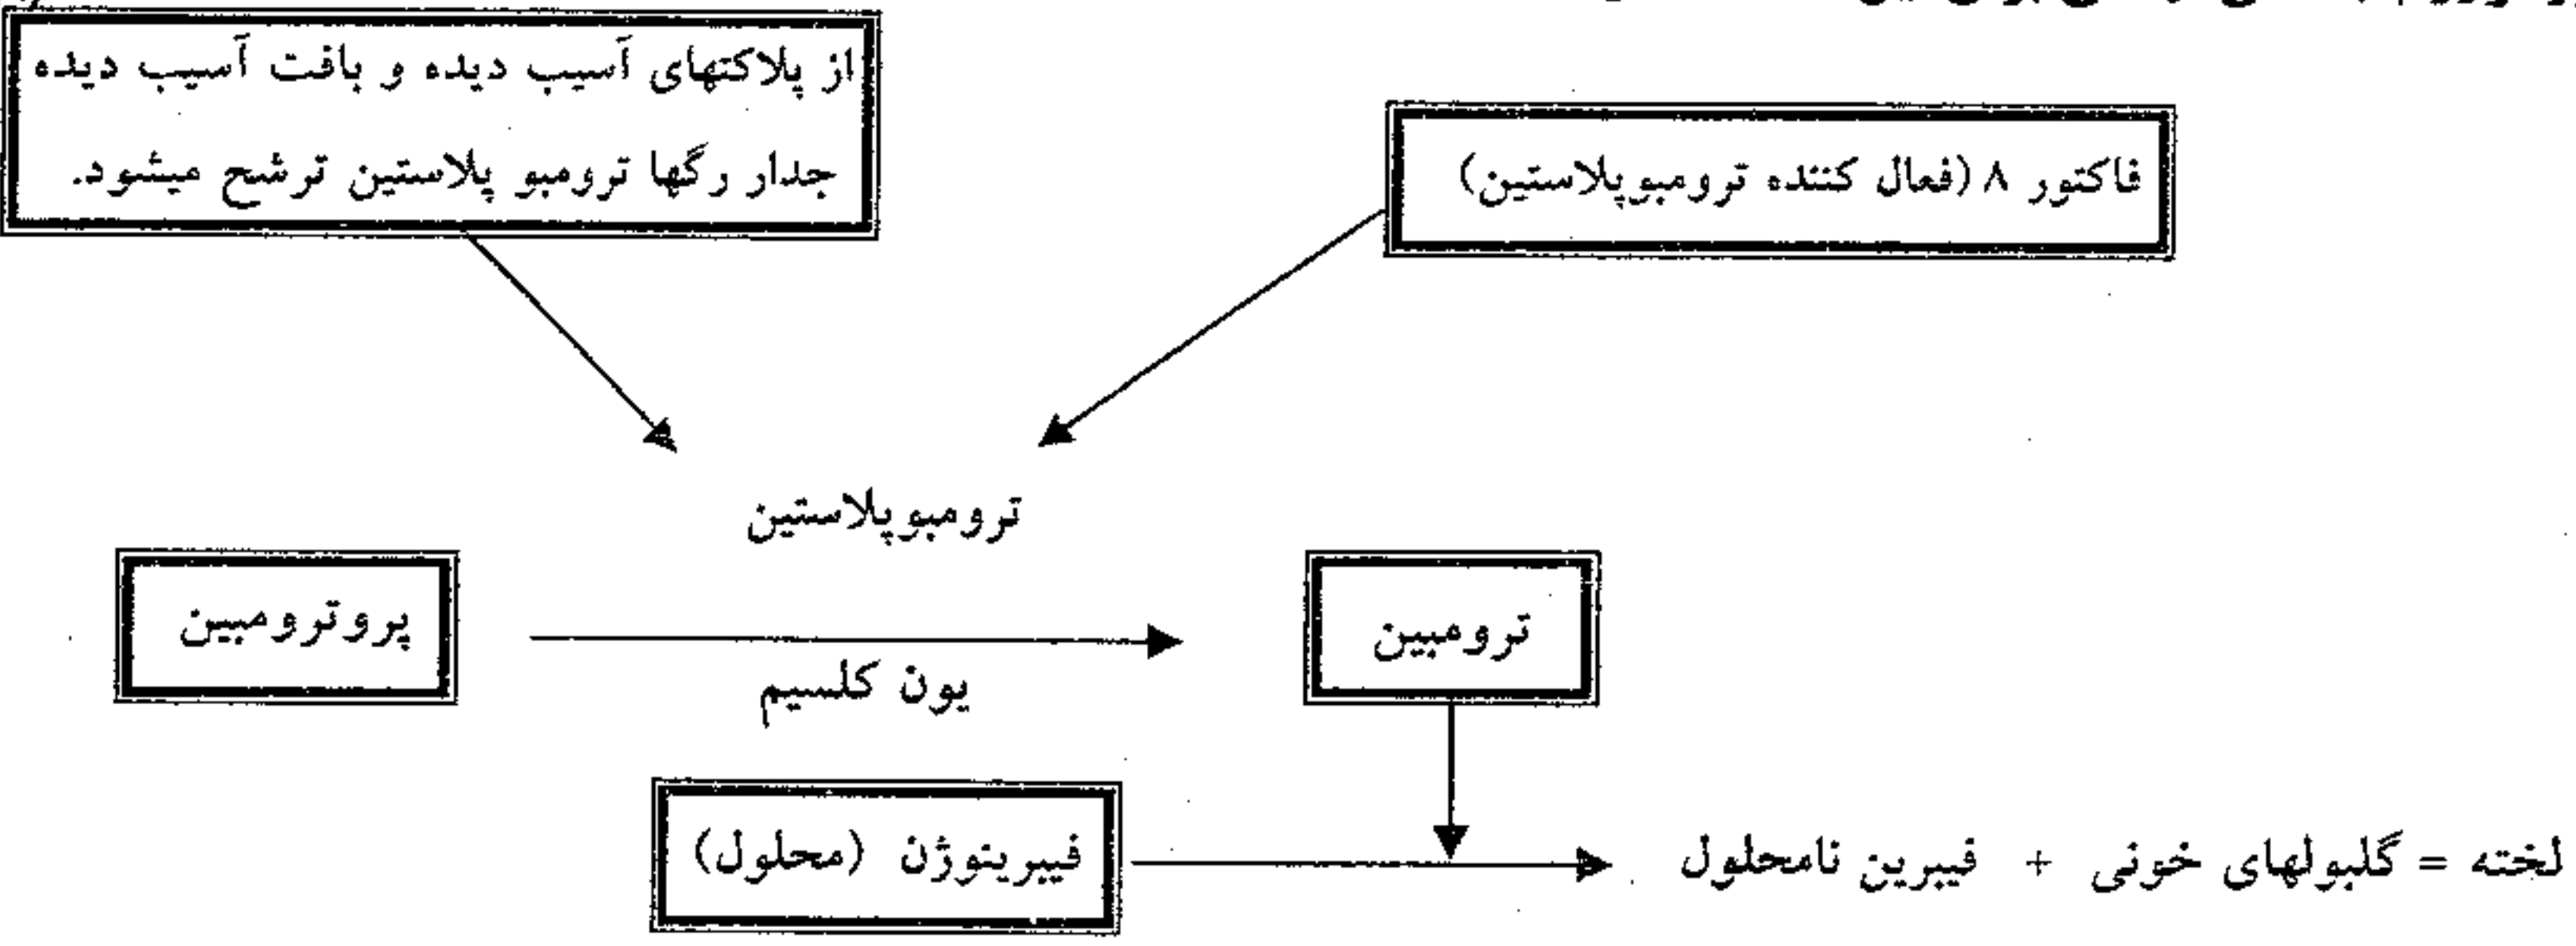 از پلاکتهای آسیب دیده و بافت آسیب دیده
جدار رگها ترومبو پلاستین ترشح میشود.
فاکتور ۸ (فعال کننده ترومبوپلاستین)
ترومبوپلاستین
پروترومبین
ترومبین
یون کلسیم
فیبرینوژن (محلول)
لخته = گلبولهای خونی + فیبرین نامحلول